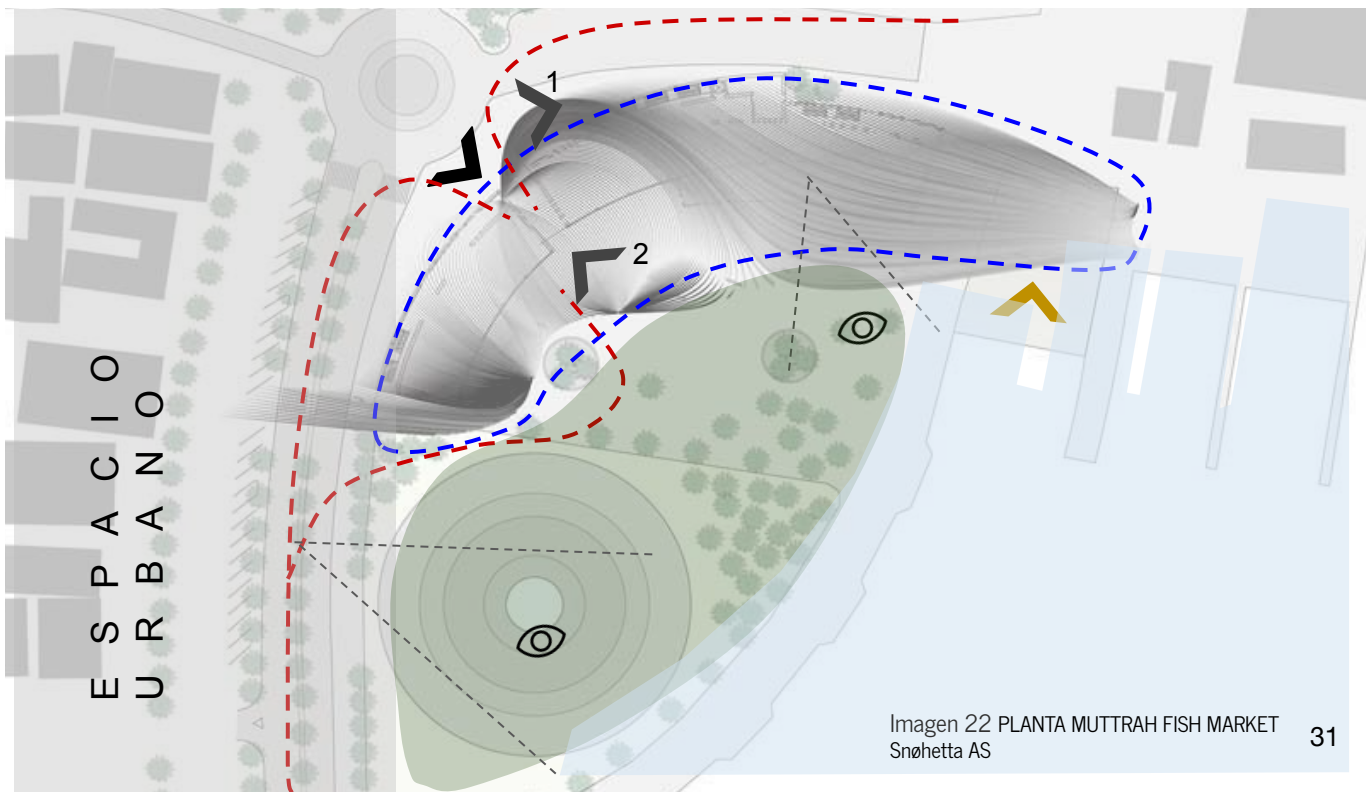 1
2
ESPACIO
URBANO
Imagen 22 PLANTA MUTTRAH FISH MARKET
Snøhetta AS
31